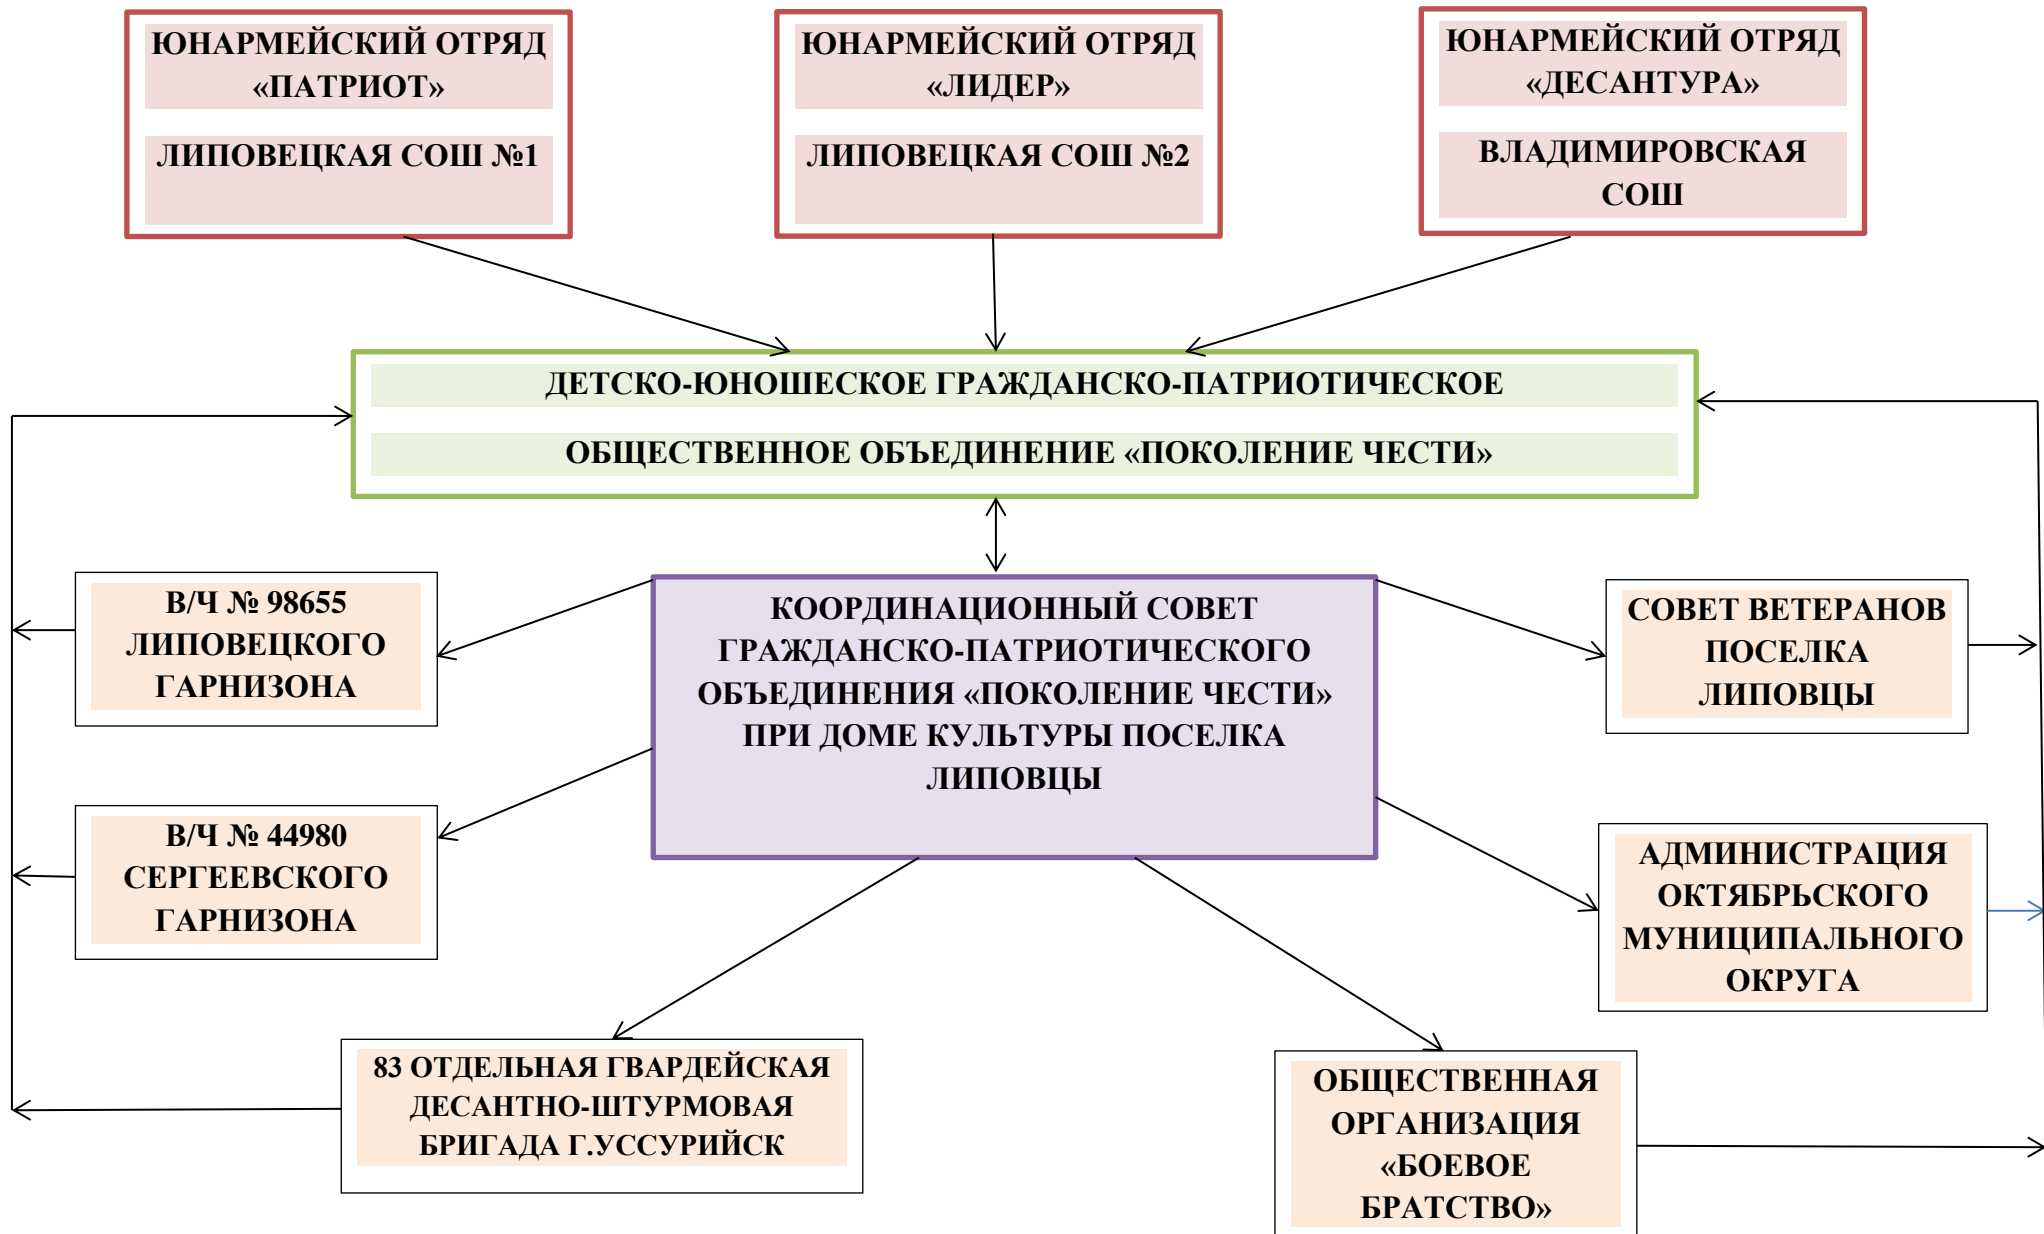 ЮНАРМЕЙСКИЙ ОТРЯД
«ПАТРИОТ»
ЛИПОВЕЦКАЯ СОШ №1
ЮНАРМЕЙСКИЙ ОТРЯД
«ЛИДЕР»
ЛИПОВЕЦКАЯ СОШ №2
ЮНАРМЕЙСКИЙ ОТРЯД
«ДЕСАНТУРА»
ВЛАДИМИРОВСКАЯ
СОШ
ДЕТСКО-ЮНОШЕСКОЕ ГРАЖДАНСКО-ПАТРИОТИЧЕСКОЕ
ОБЩЕСТВЕННОЕ ОБЪЕДИНЕНИЕ «ПОКОЛЕНИЕ ЧЕСТИ»
В/Ч № 98655
ЛИПОВЕЦКОГО
ГАРНИЗОНА
КООРДИНАЦИОННЫЙ СОВЕТ
ГРАЖДАНСКО-ПАТРИОТИЧЕСКОГО
ОБЪЕДИНЕНИЯ «ПОКОЛЕНИЕ ЧЕСТИ»
ПРИ ДОМЕ КУЛЬТУРЫ ПОСЕЛКА
ЛИПОВЦЫ
СОВЕТ ВЕТЕРАНОВ
ПОСЕЛКА
ЛИПОВЦЫ
В/Ч № 44980
СЕРГЕЕВСКОГО
ГАРНИЗОНА
АДМИНИСТРАЦИЯ
ОКТЯБРЬСКОГО
МУНИЦИПАЛЬНОГО
ОКРУГА
83 ОТДЕЛЬНАЯ ГВАРДЕЙСКАЯ
ДЕСАНТНО-ШТУРМОВАЯ
БРИГАДА Г.УССУРИЙСК
ОБЩЕСТВЕННАЯ
ОРГАНИЗАЦИЯ
«БОЕВОЕ
БРАТСТВО»